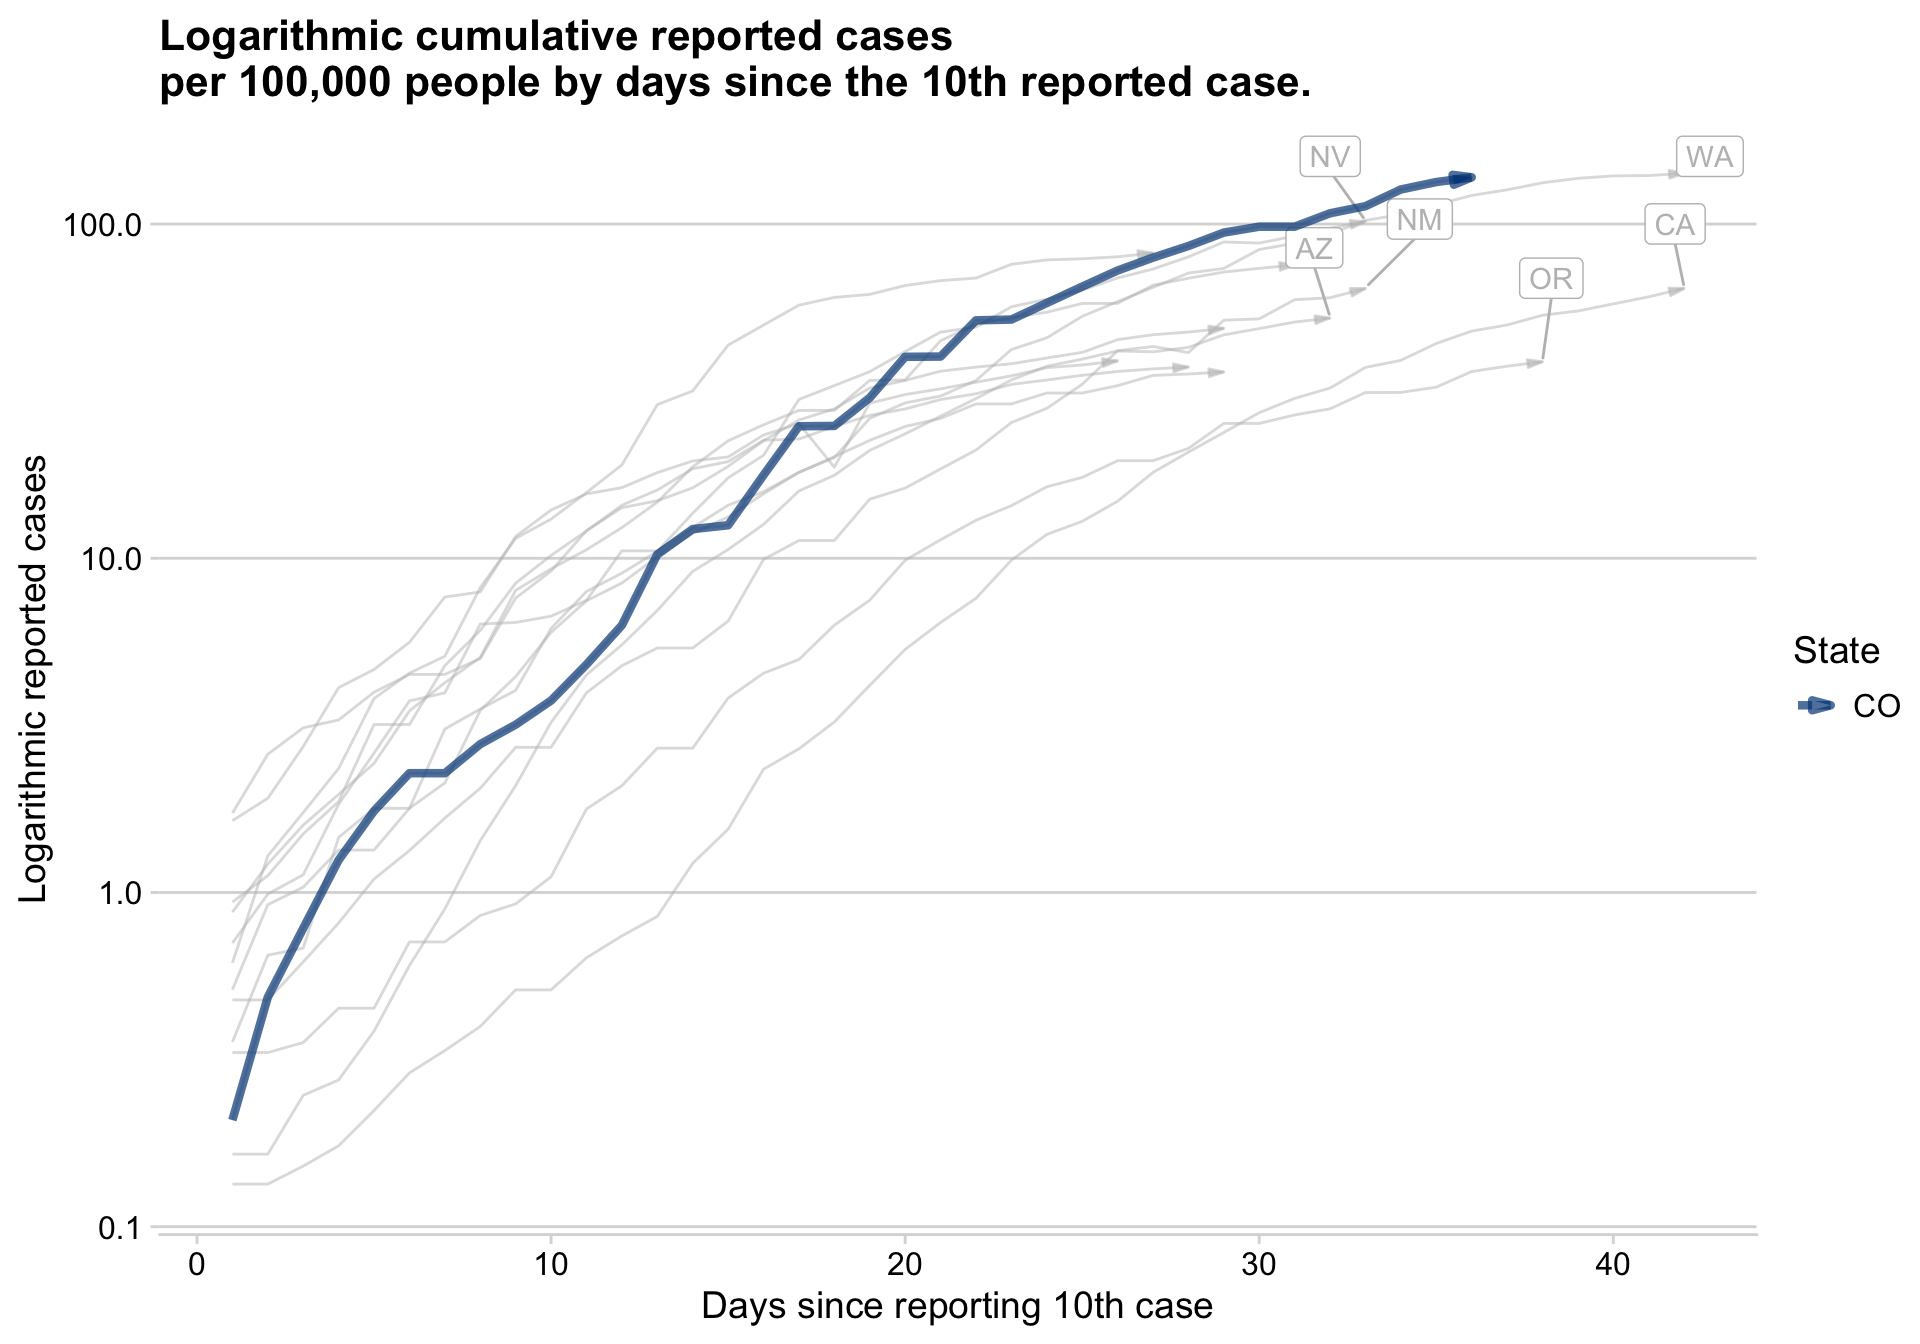 Logarithmic cumulative reported cases
per 100,000 people by days since the 10th reported case.
NV
WA
NM
CA
AZ
OR
100.0
10.0
1.0
0.1
Logarithmic reported cases
State
CO
0
10
20
30
40
Days since reporting 10th case